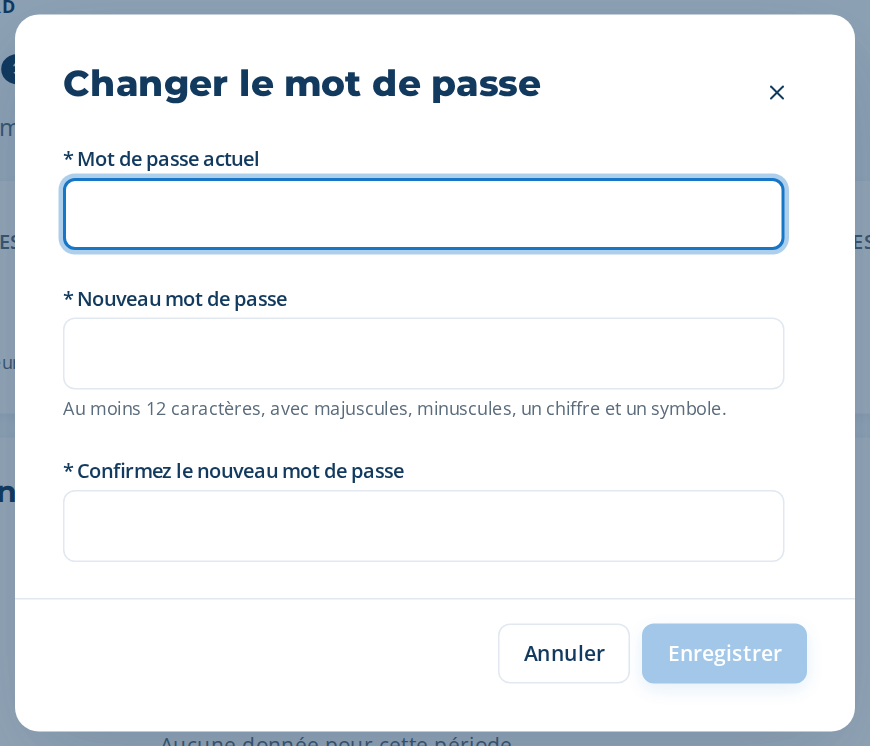 Changer le mot de passe
* Mot de passe actuel
* Nouveau mot de passe
Au moins 12 caractères, avec majuscules, minuscules, un chiffre et un symbole.
* Confirmez le nouveau mot de passe
Annuler
Enregistrer
Aucune donnée pour cette période